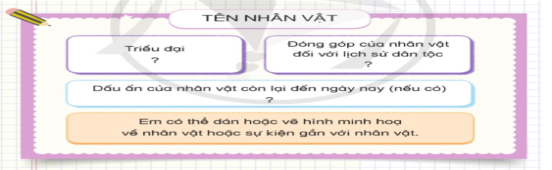 TÊN NHÂN VẬT
Triều đại
?
Đóng góp của nhân vật
đối với lịch sử dân tộc
?
Dấu ấn của nhân vật còn lại đến ngày nay (nếu có)
?
Em có thể dán hoặc vẽ hình minh hoạ
về nhân vật hoặc sự kiện gắn với nhân vật.